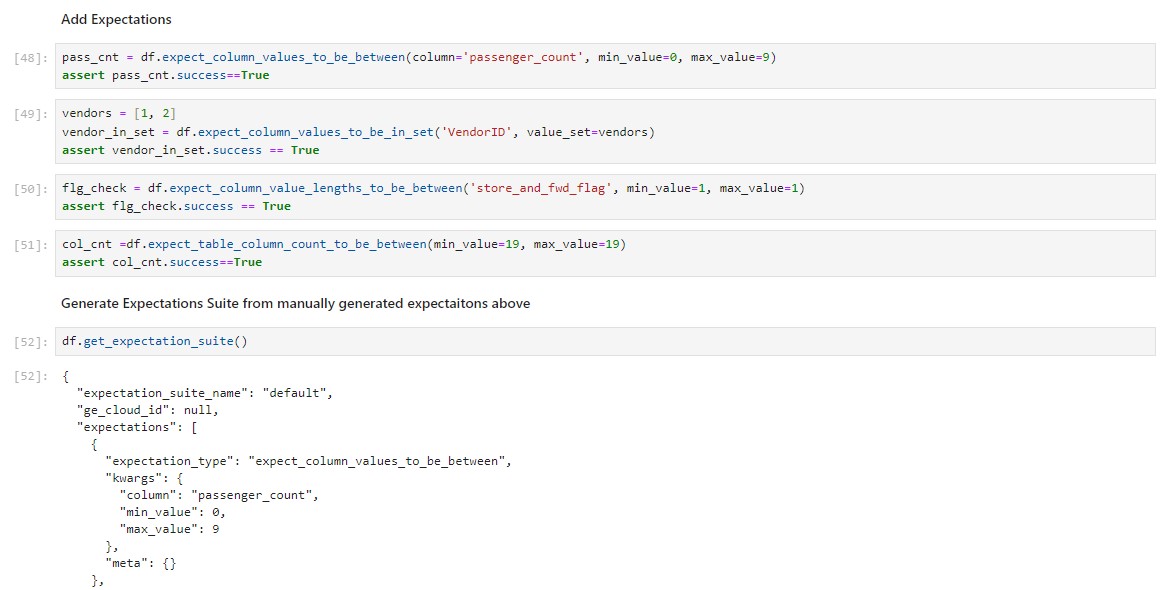 Add Expectations
[48]: pass_cnt = df.expect_column_values_to_be_between(column='passenger_count', min_value=0, max_value=9)
assert pass_cnt.success==True
[49]: vendors = [1, 2]
vendor_in_set = df.expect_column_values_to_be_in_set('VendorID', value_set=vendors)
assert vendor_in_set.success == True
[50]: flg_check = df.expect_column_value_lengths_to_be_between('store_and_fwd_flag', min_value=1, max_value=1)
assert flg_check.success == True
[51]: col_cnt =df.expect_table_column_count_to_be_between(min_value=19, max_value=19)
assert col_cnt.success==True
Generate Expectations Suite from manually generated expectaitons above
[52]: df.get_expectation_suite()
[52]: {
"expectation_suite_name": "default",
"ge_cloud_id": null,
"expectations": [
{
"expectation_type": "expect_column_values_to_be_between",
"kwargs": {
"column": "passenger_count",
"min_value": 0,
"max_value": 9
},
"meta": {}
},